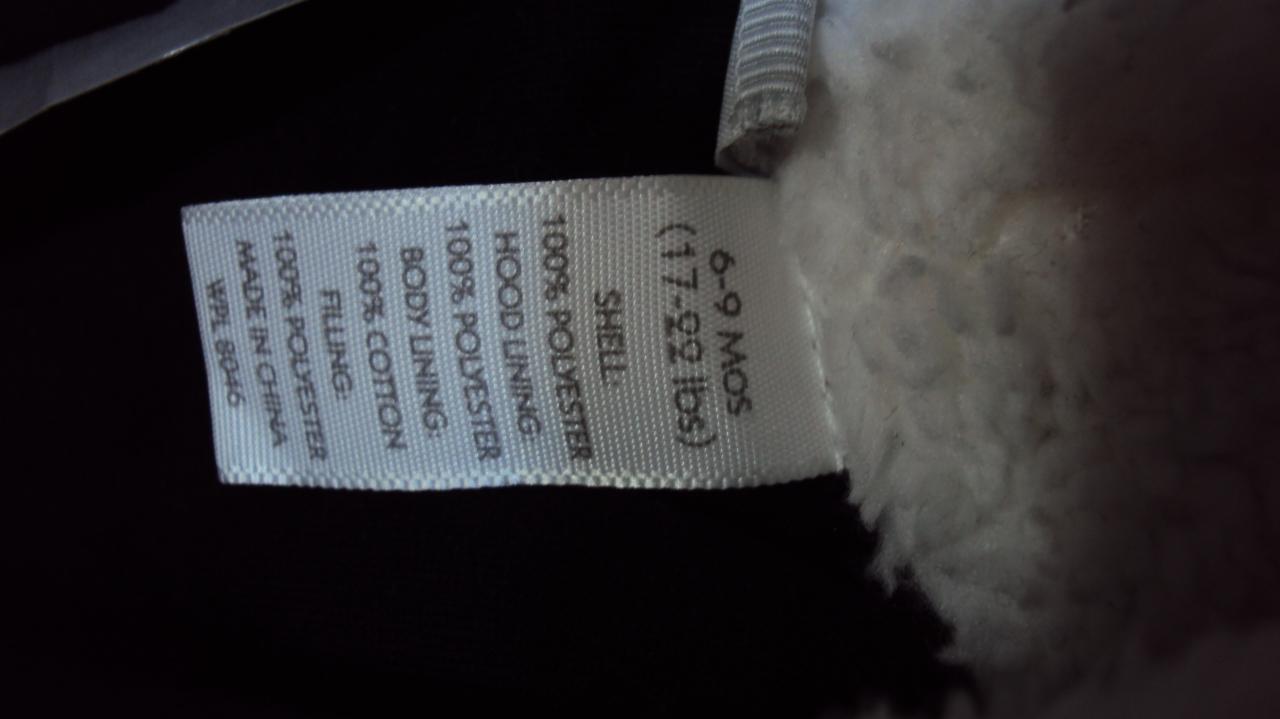 6-9 MOS
(17-22 lbs)
SHELL:
100% POLYESTER
HOOD LINING:
100% POLYESTER
BODY LINING:
100% COTTON
FILLING:
100% POLYESTER
MADE IN CHINA
WPL 8046